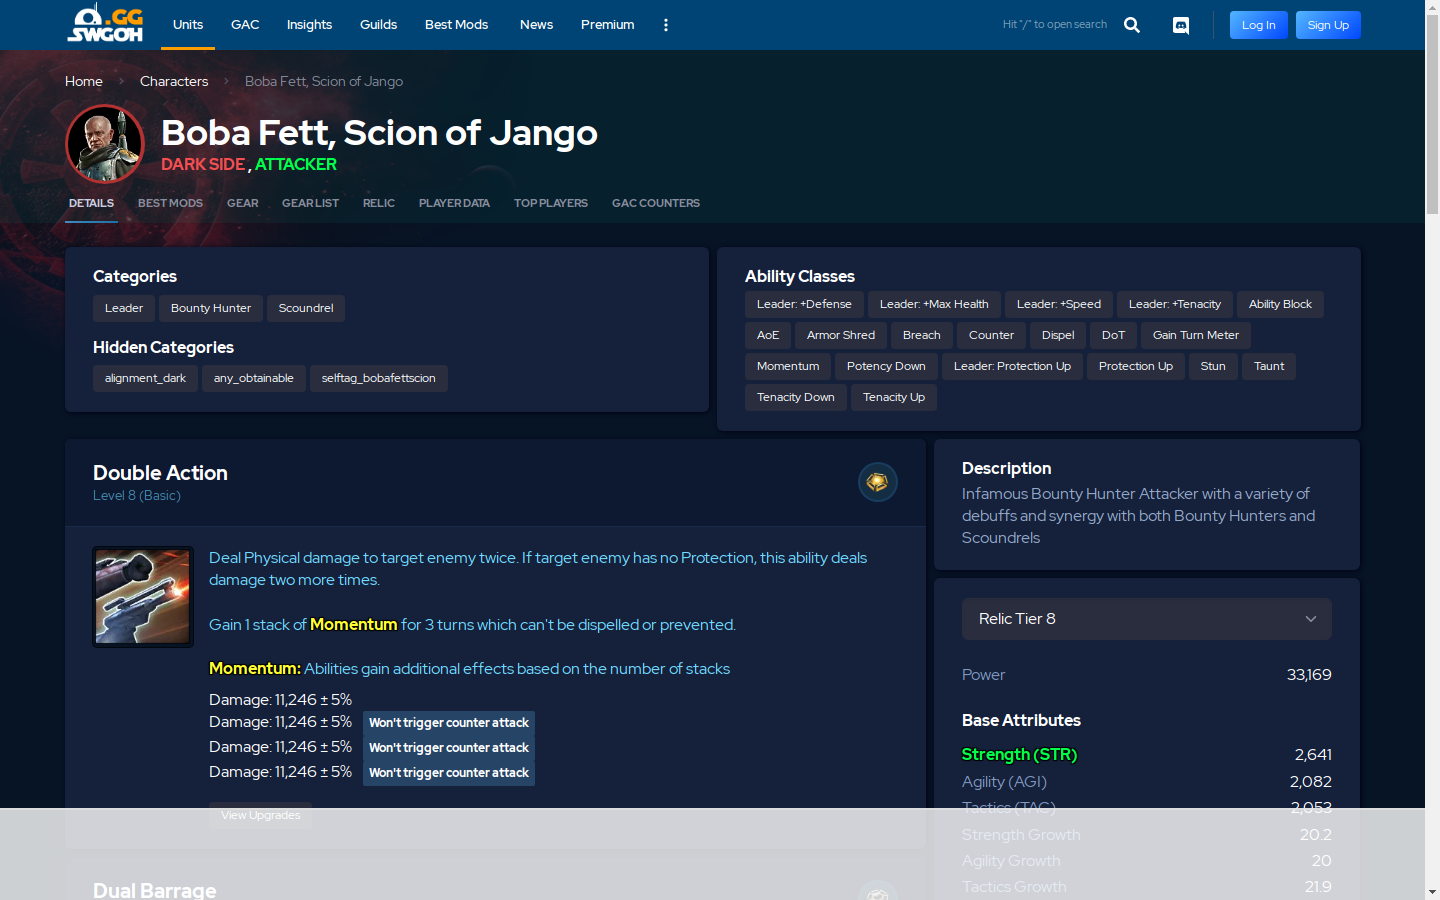 .GG
SWGOH
Units
GAC
Insights
Guilds
Best Mods
News
Premium
Hit "/" to open search
Log In
Sign Up
Home
Characters
Boba Fett, Scion of Jango
Boba Fett, Scion of Jango
DARK SIDE , ATTACKER
DETAILS
BEST MODS
GEAR
GEAR LIST
RELIC
PLAYER DATA
TOP PLAYERS
GAC COUNTERS
Categories
Leader
Bounty Hunter
Scoundrel
Hidden Categories
alignment_dark
any_obtainable
selftag_bobafettscion
Ability Classes
Leader: +Defense
Leader: +Max Health
Leader: +Speed
Leader: +Tenacity
Ability Block
AoE
Armor Shred
Breach
Counter
Dispel
DoT
Gain Turn Meter
Momentum
Potency Down
Leader: Protection Up
Protection Up
Stun
Taunt
Tenacity Down
Tenacity Up
Double Action
Level 8 (Basic)
Deal Physical damage to target enemy twice. If target enemy has no Protection, this ability deals
damage two more times.
Gain 1 stack of Momentum for 3 turns which can't be dispelled or prevented.
Momentum: Abilities gain additional effects based on the number of stacks
Damage: 11,246 ± 5%
Damage: 11,246 ± 5% Won't trigger counter attack
Damage: 11,246 ± 5% Won't trigger counter attack
Damage: 11,246 ± 5% Won't trigger counter attack
View Upgrades
Dual Barrage
Description
Infamous Bounty Hunter Attacker with a variety of
debuffs and synergy with both Bounty Hunters and
Scoundrels
Relic Tier 8
Power 33,169
Base Attributes
Strength (STR) 2,641
Agility (AGI) 2,082
Tactics (TAC) 2,053
Strength Growth 20.2
Agility Growth 20
Tactics Growth 21.9